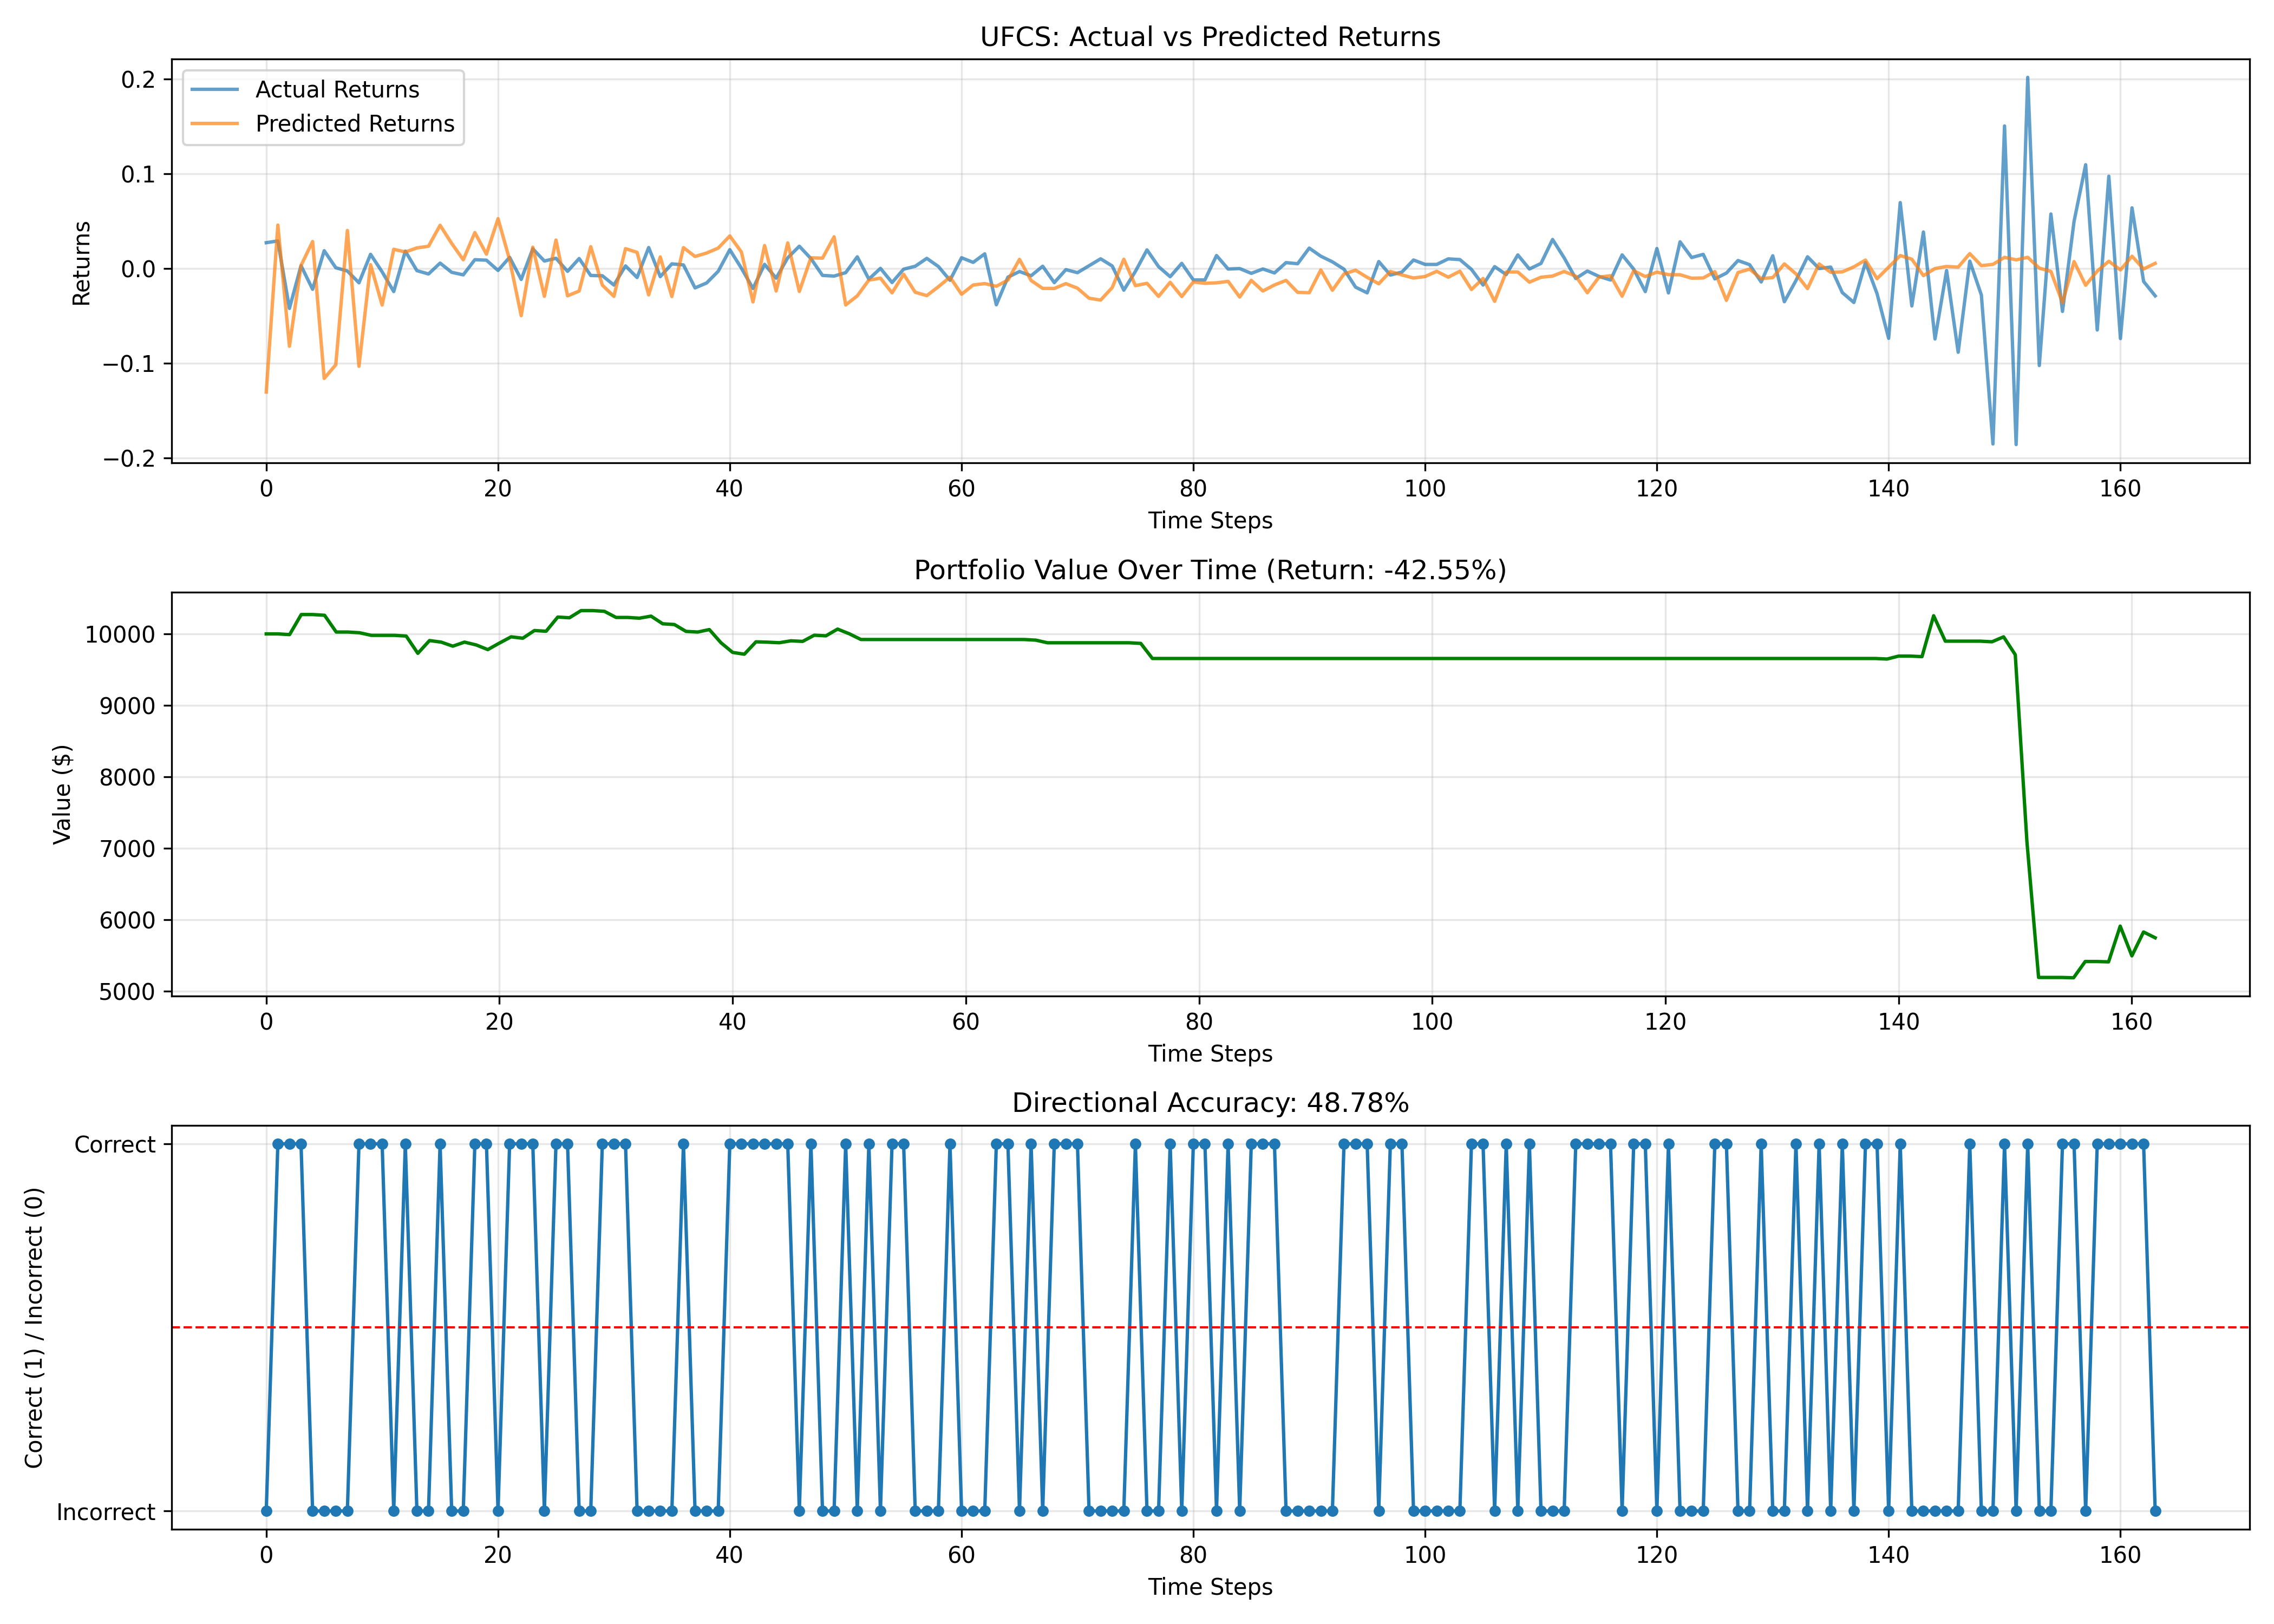 UFCS: Actual vs Predicted Returns
Actual Returns
Predicted Returns
Returns
0.2
0.1
0.0
−0.1
−0.2
0 20 40 60 80 100 120 140 160
Time Steps
Portfolio Value Over Time (Return: -42.55%)
Value ($)
10000
9000
8000
7000
6000
5000
0 20 40 60 80 100 120 140 160
Time Steps
Directional Accuracy: 48.78%
Correct (1) / Incorrect (0)
Correct
Incorrect
0 20 40 60 80 100 120 140 160
Time Steps